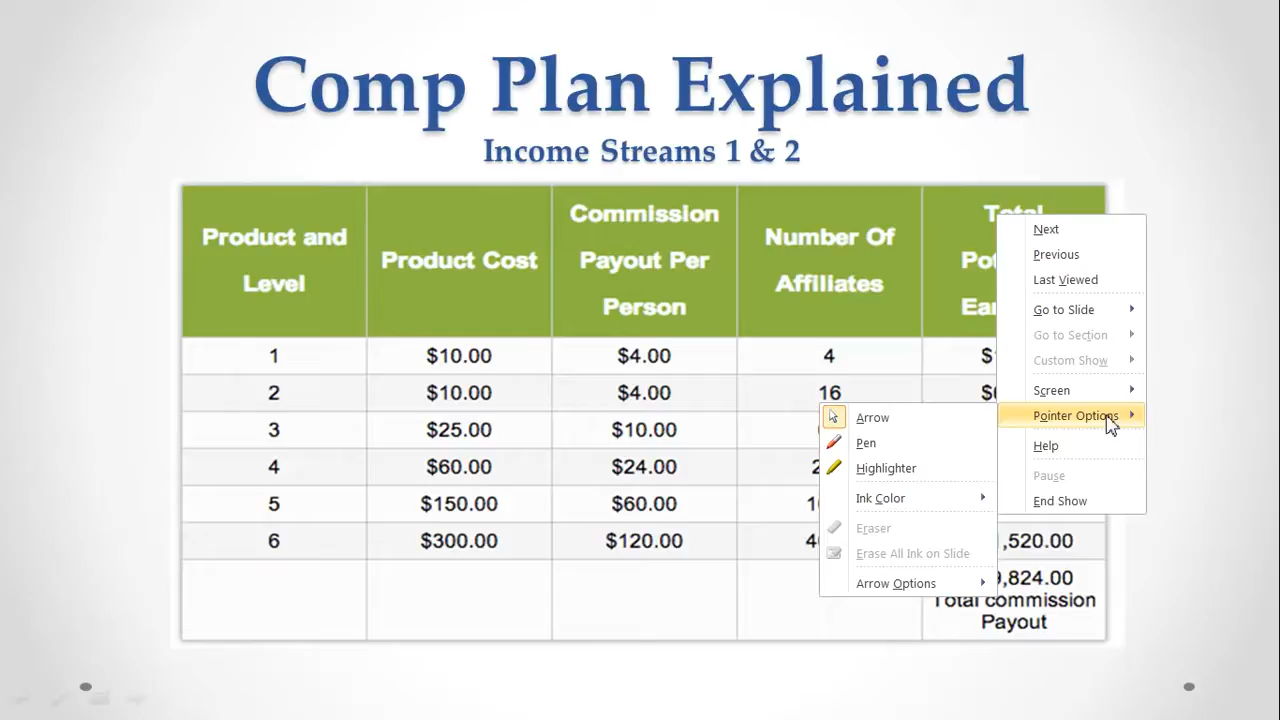 Comp Plan Explained
Income Streams 1 & 2
Product and
Level
Product Cost
Commission
Payout Per
Person
Number Of
Affiliates
1 $10.00 $4.00 4
2 $10.00 $4.00 16
3 $25.00 $10.00
4 $60.00 $24.00
5 $150.00 $60.00
6 $300.00 $120.00 ,520.00
,824.00
Total commission
Payout
Next
Previous
Last Viewed
Go to Slide
Go to Section
Custom Show
Screen
Pointer Options
Help
Pause
End Show
Arrow
Pen
Highlighter
Ink Color
Eraser
Erase All Ink on Slide
Arrow Options